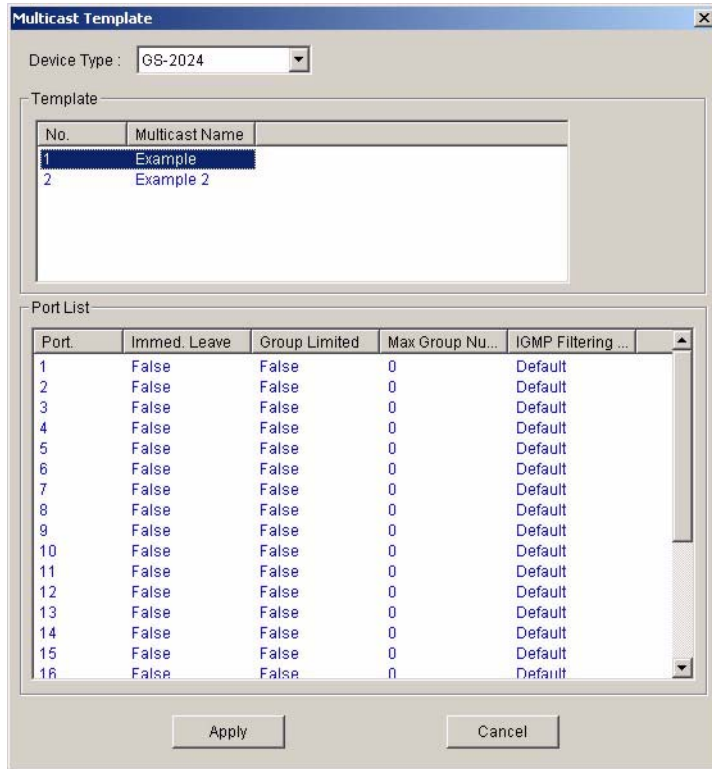 Multicast Template
Device Type : GS-2024
Template
No. Multicast Name
1 Example
2 Example 2
Port List
Port. Immed. Leave Group Limited Max Group Nu... IGMP Filtering ...
1 False False 0 Default
2 False False 0 Default
3 False False 0 Default
4 False False 0 Default
5 False False 0 Default
6 False False 0 Default
7 False False 0 Default
8 False False 0 Default
9 False False 0 Default
10 False False 0 Default
11 False False 0 Default
12 False False 0 Default
13 False False 0 Default
14 False False 0 Default
15 False False 0 Default
16 False False 0 Default
Apply Cancel